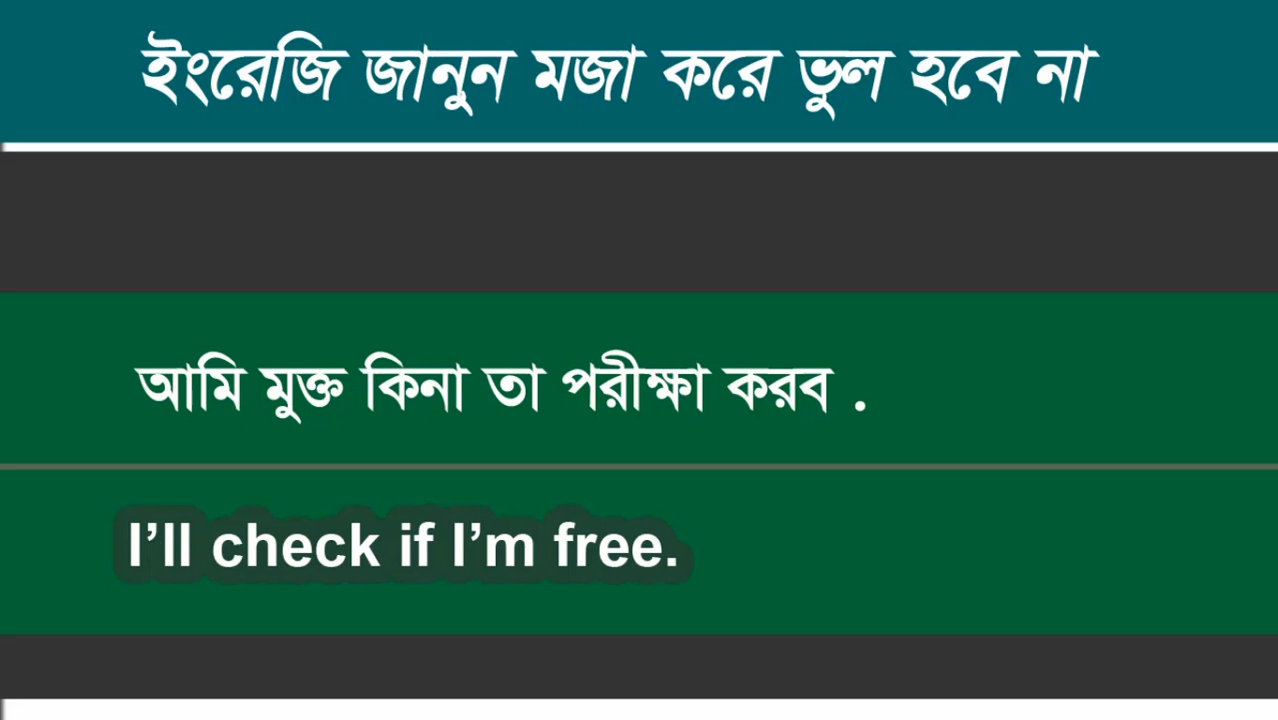 ইংরেজি জানুন মজা করে ভুল হবে না
আমি মুক্ত কিনা তা পরীক্ষা করব .
I’ll check if I’m free.